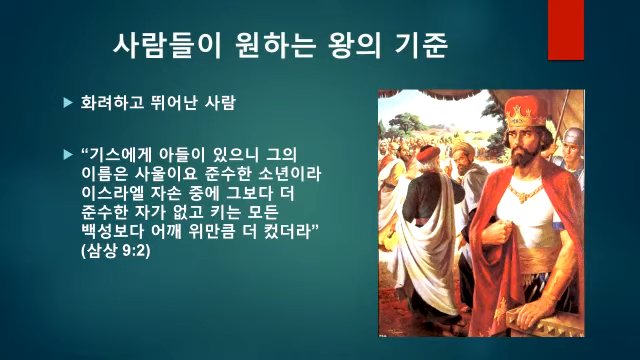 사람들이 원하는 왕의 기준
화려하고 뛰어난 사람
“기스에게 아들이 있으니 그의
이름은 사울이요 준수한 소년이라
이스라엘 자손 중에 그보다 더
준수한 자가 없고 키는 모든
백성보다 어깨 위만큼 더 컸더라”
(삼상 9:2)